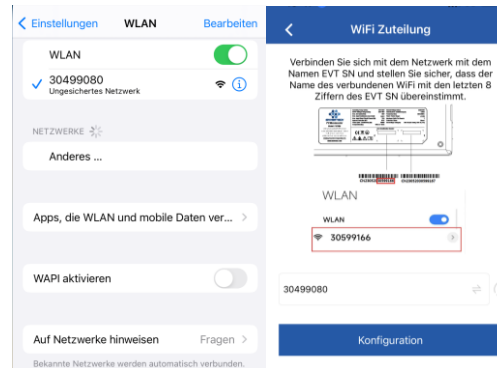 Einstellungen
WLAN
Bearbeiten
WLAN
30499080
Ungesichertes Netzwerk
NETZWERKE
Anderes ...
Apps, die WLAN und mobile Daten ver...
WAPI aktivieren
Auf Netzwerke hinweisen
Fragen
Bekannte Netzwerke werden automatisch verbunden.
WiFi Zuteilung
Verbinden Sie sich mit dem Netzwerk mit dem
Namen EVT SN und stellen Sie sicher, dass der
Name des verbundenen WiFi mit den letzten 8
Ziffern des EVT SN übereinstimmt.
WLAN
WLAN
30599166
30499080
Konfiguration